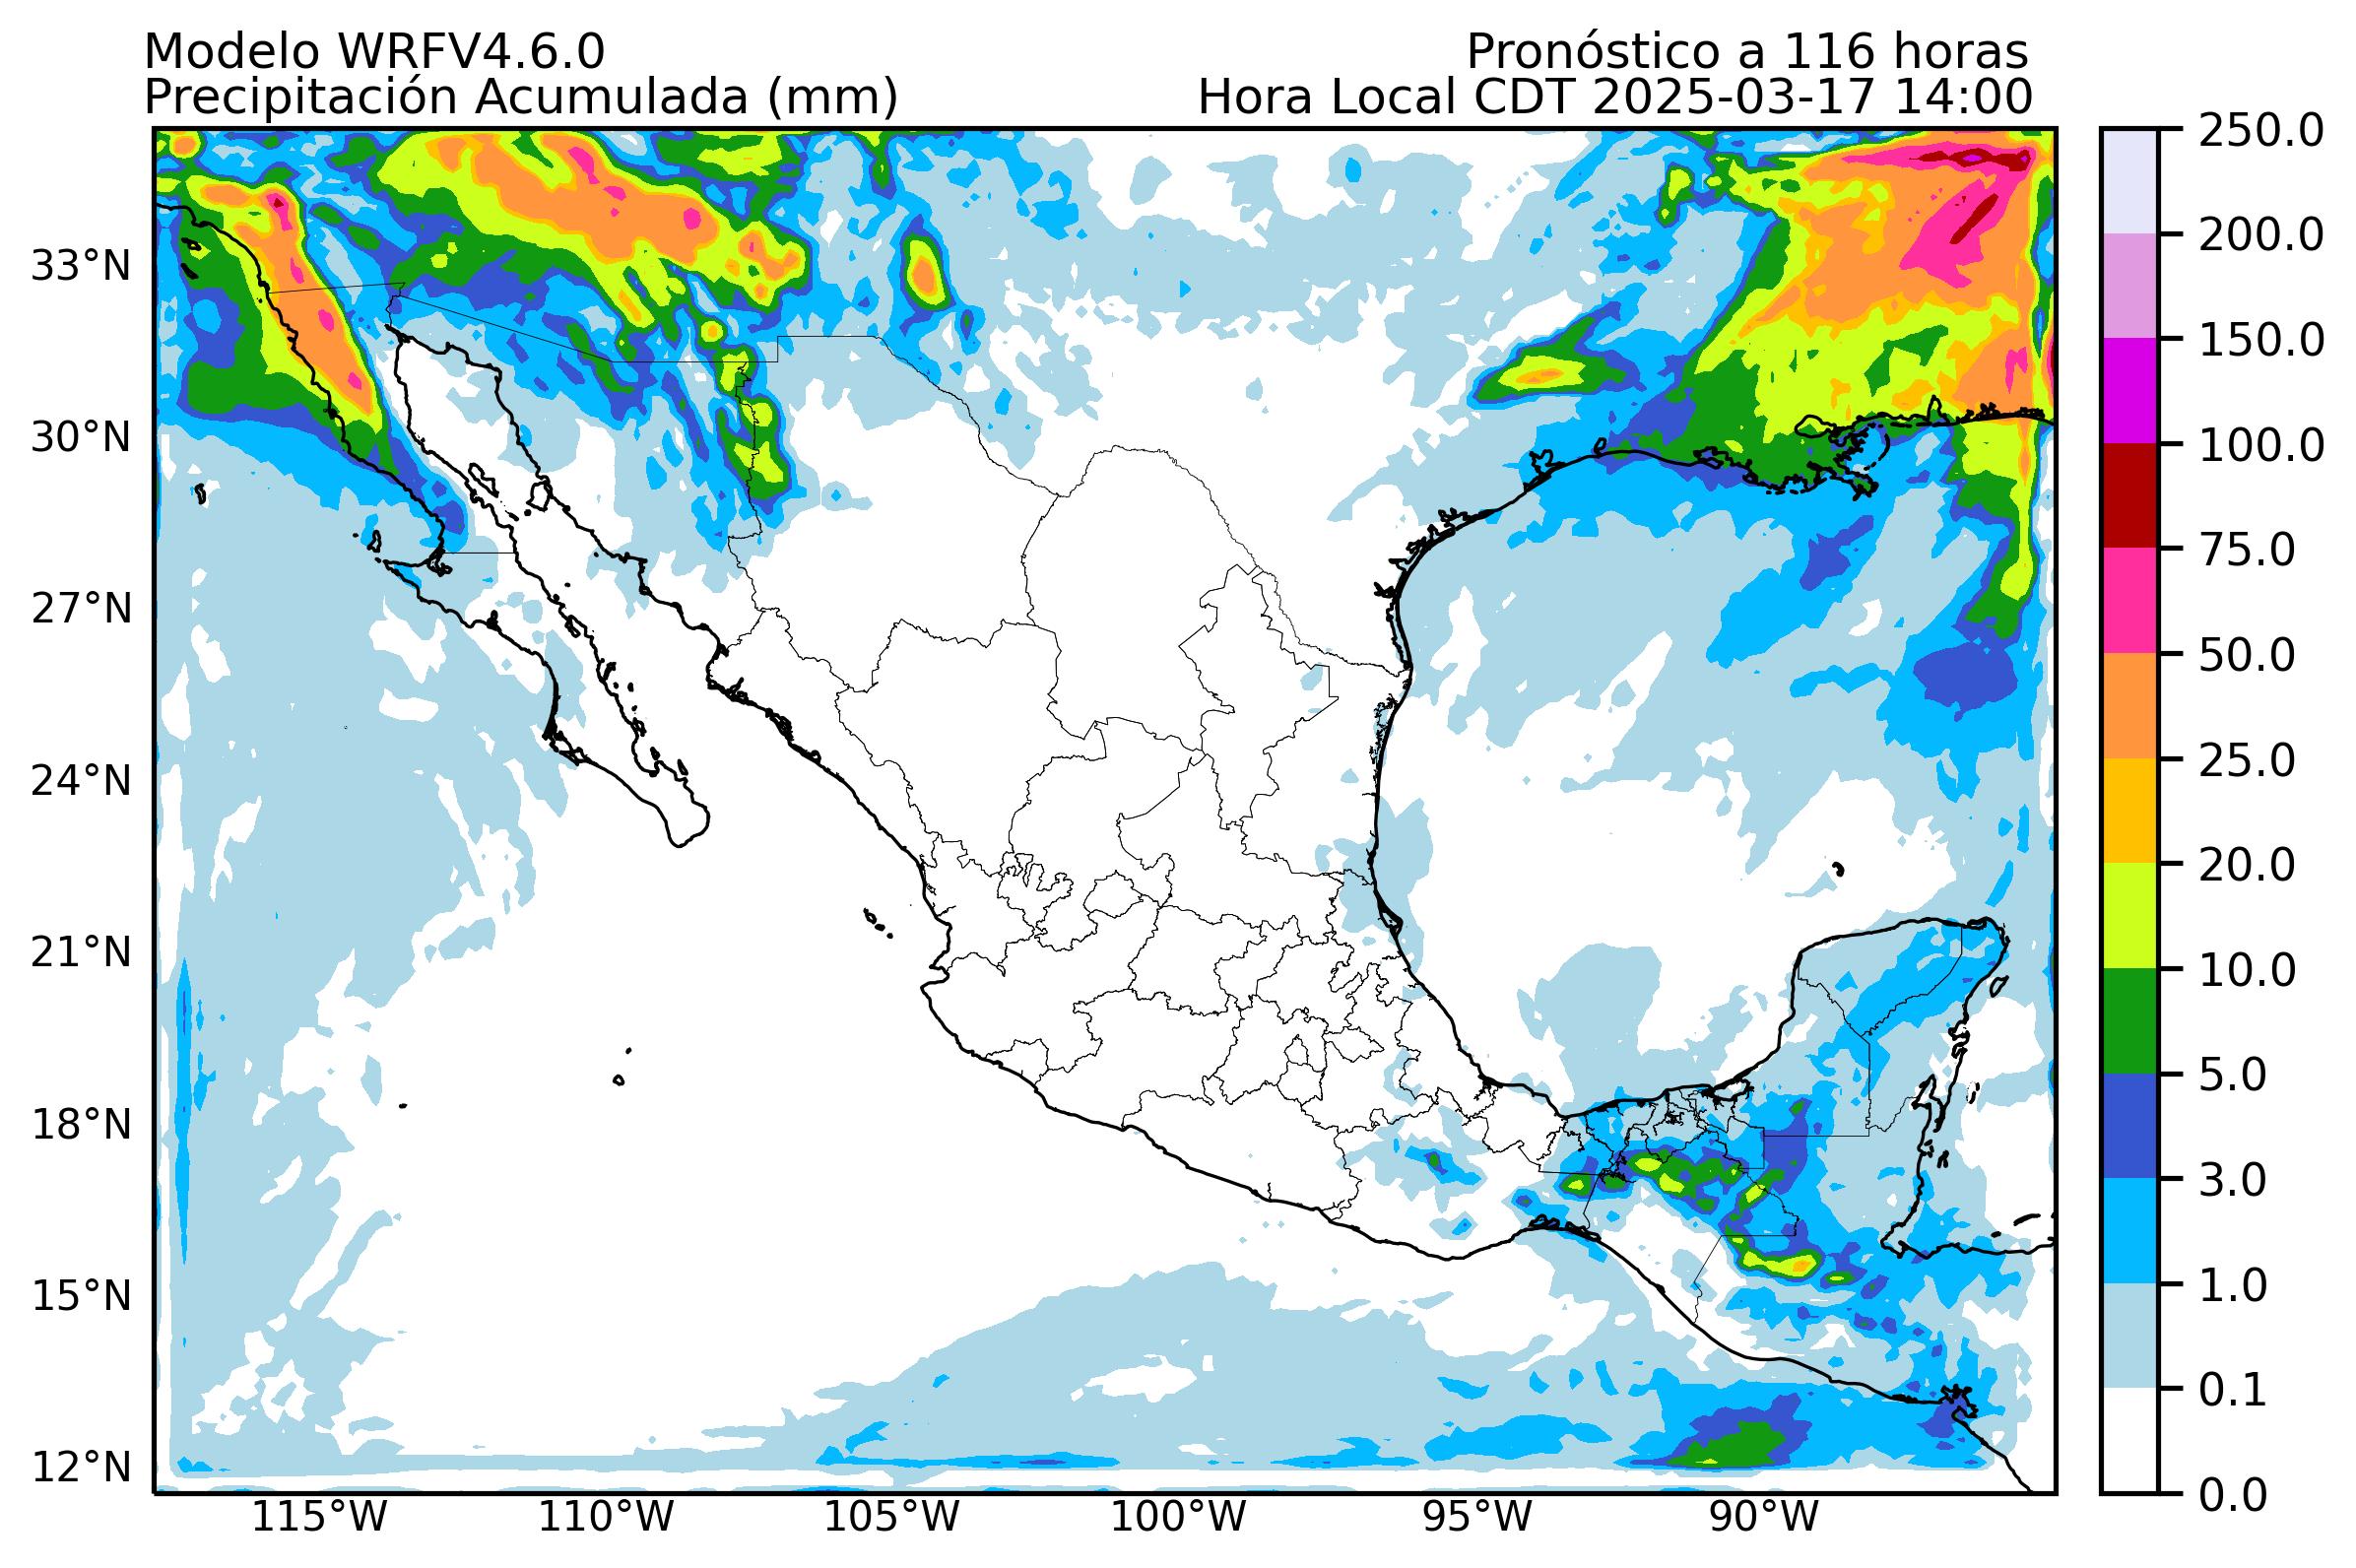 Modelo WRFV4.6.0
Pronóstico a 116 horas
Precipitación Acumulada (mm)
Hora Local CDT 2025-03-17 14:00
33°N
30°N
27°N
24°N
21°N
18°N
15°N
12°N
115°W
110°W
105°W
100°W
95°W
90°W
250.0
200.0
150.0
100.0
75.0
50.0
25.0
20.0
10.0
5.0
3.0
1.0
0.1
0.0